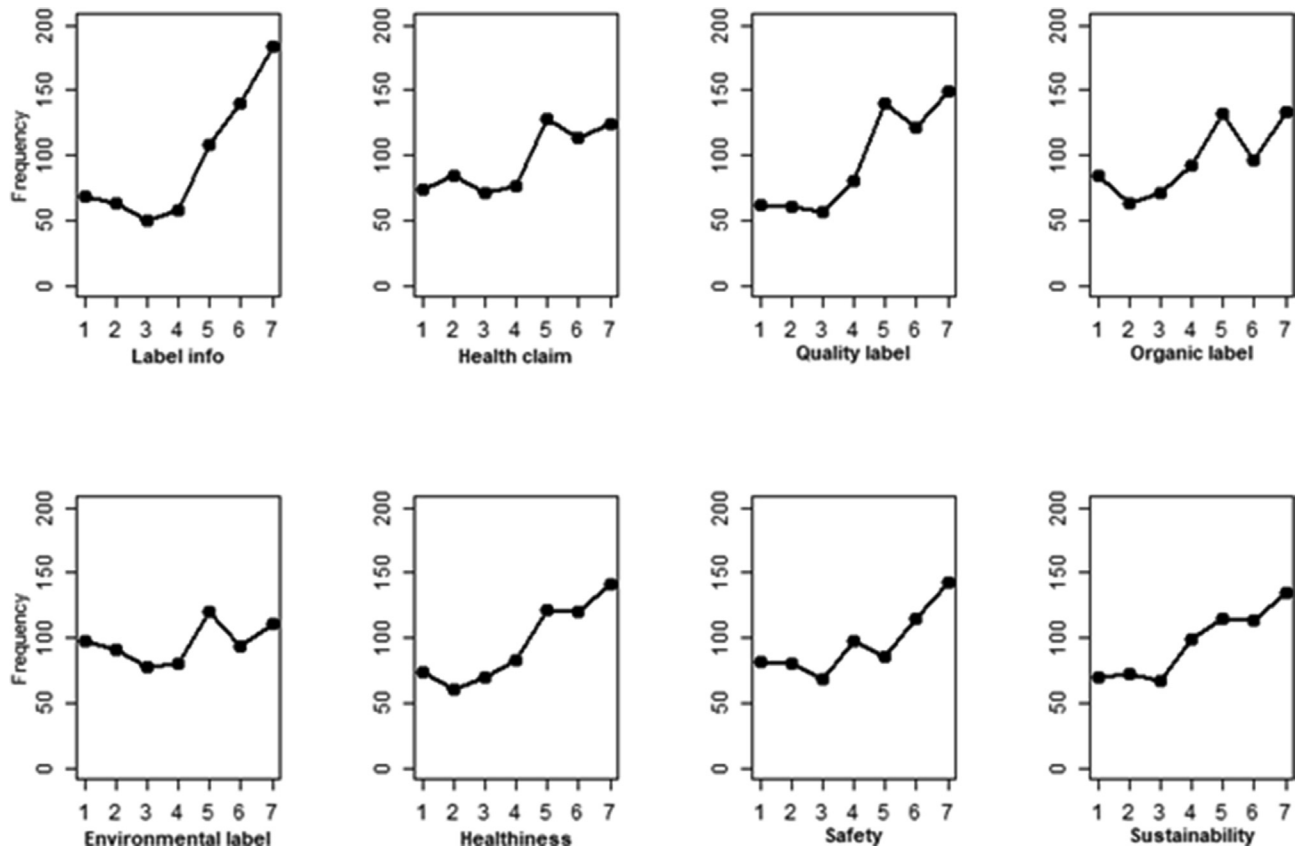 Frequency
200
150
100
50
0
1 2 3 4 5 6 7
Label info
200
150
100
50
0
1 2 3 4 5 6 7
Health claim
200
150
100
50
0
1 2 3 4 5 6 7
Quality label
200
150
100
50
0
1 2 3 4 5 6 7
Organic label
Frequency
200
150
100
50
0
1 2 3 4 5 6 7
Environmental label
200
150
100
50
0
1 2 3 4 5 6 7
Healthiness
200
150
100
50
0
1 2 3 4 5 6 7
Safety
200
150
100
50
0
1 2 3 4 5 6 7
Sustainability